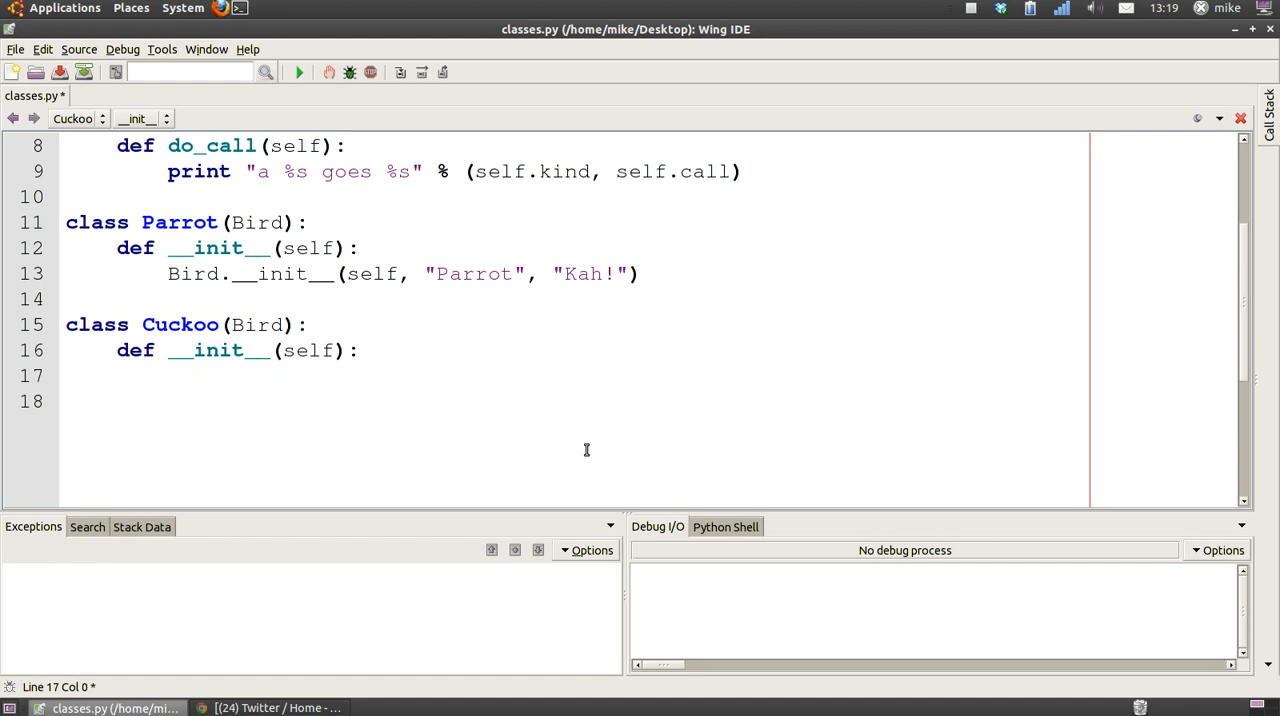 Applications Places System 13:19 mike
classes.py (/home/mike/Desktop): Wing IDE
File Edit Source Debug Tools Window Help
classes.py *
Cuckoo __init__
8 def do_call(self):
9 print "a %s goes %s" % (self.kind, self.call)
10
11 class Parrot(Bird):
12 def __init__(self):
13 Bird.__init__(self, "Parrot", "Kah!")
14
15 class Cuckoo(Bird):
16 def __init__(self):
17
18
Call Stack
Exceptions Search Stack Data Debug I/O Python Shell
Options No debug process Options
Line 17 Col 0 *
classes.py (/home/mi... [(24) Twitter / Home - ...